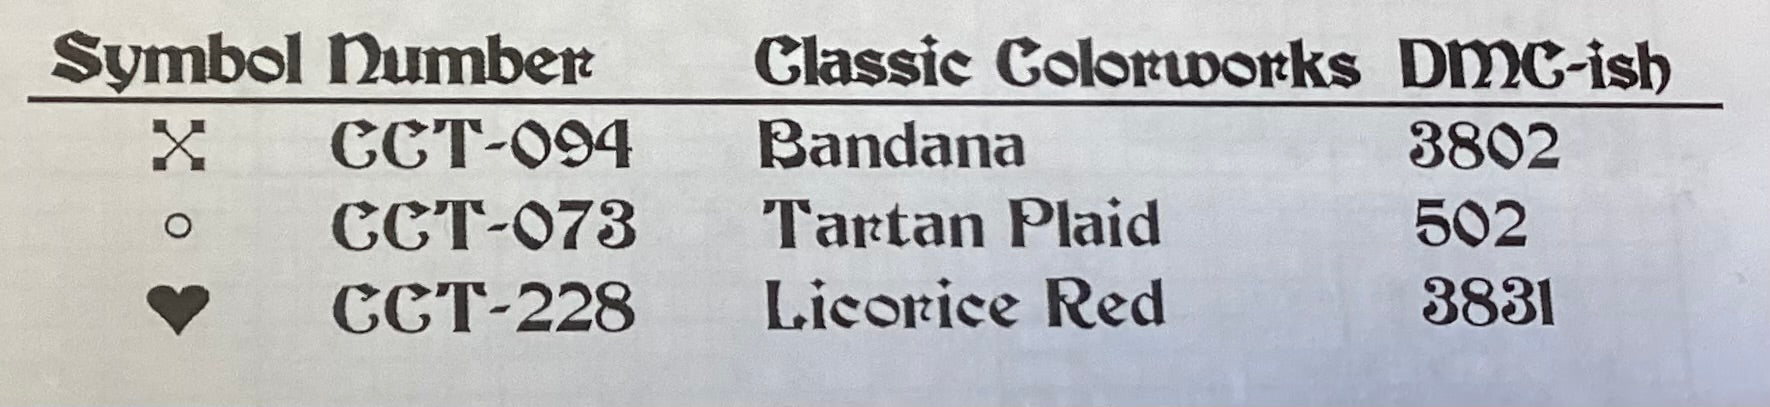 Symbol Number Classic Colorworks DMC-ish
CCT-094 Bandana 3802
CCT-073 Tartan Plaid 502
CCT-228 Licorice Red 3831